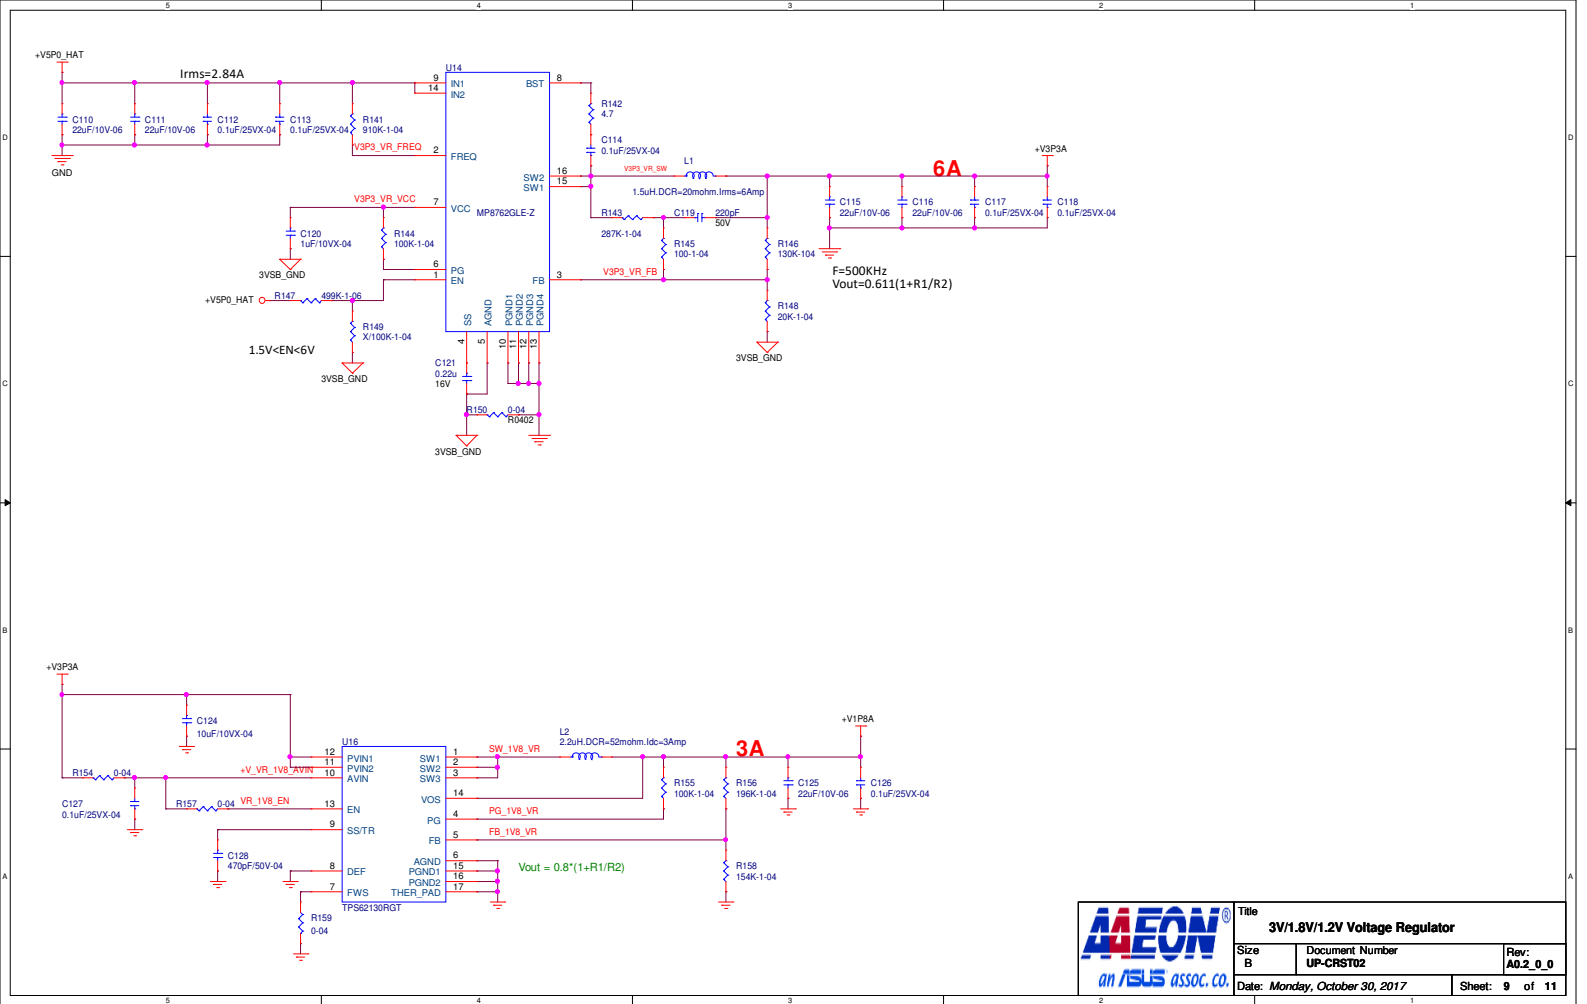 5 4 3 2 1
+V5P0_HAT
Irms=2.84A
C110
22uF/10V-06
C111
22uF/10V-06
C112
0.1uF/25VX-04
C113
0.1uF/25VX-04
R141
910K-1-04
V3P3_VR_FREQ
GND
U14
9 IN1
14 IN2
2 FREQ
7 VCC
MP8762GLE-Z
6 PG
1 EN
BST 8
SW2 16
SW1 15
FB 3
SS 4
AGND 5
PGND1 10
PGND2 11
PGND3 12
PGND4 13
R142
4.7
C114
0.1uF/25VX-04
V3P3_VR_SW
L1
1.5uH.DCR=20mohm.Irms=6Amp
6A
+V3P3A
C115
22uF/10V-06
C116
22uF/10V-06
C117
0.1uF/25VX-04
C118
0.1uF/25VX-04
V3P3_VR_VCC
C120
1uF/10VX-04
R144
100K-1-04
3VSB_GND
R143
287K-1-04
C119 220pF
50V
R145
100-1-04
R146
130K-104
V3P3_VR_FB
R148
20K-1-04
3VSB_GND
F=500KHz
Vout=0.611(1+R1/R2)
+V5P0_HAT
R147 499K-1-06
R149
X/100K-1-04
1.5V<EN<6V
3VSB_GND
C121
0.22u
16V
R150 0-04
R0402
3VSB_GND
+V3P3A
C124
10uF/10VX-04
R154 0-04
+V_VR_1V8_AVIN
C127
0.1uF/25VX-04
R157 0-04
VR_1V8_EN
C128
470pF/50V-04
R159
0-04
U16
12 PVIN1
11 PVIN2
10 AVIN
13 EN
9 SS/TR
8 DEF
7 FWS
SW1 1
SW2 2
SW3 3
VOS 14
PG 4
FB 5
AGND 6
PGND1 15
PGND2 16
THER_PAD 17
TPS62130RGT
SW_1V8_VR
PG_1V8_VR
FB_1V8_VR
L2
2.2uH.DCR=52mohm.Idc=3Amp
3A
+V1P8A
R155
100K-1-04
R156
196K-1-04
C125
22uF/10V-06
C126
0.1uF/25VX-04
R158
154K-1-04
Vout = 0.8*(1+R1/R2)
D C B A
D C B A
AAEON®
an ASUS assoc. co.
Title
3V/1.8V/1.2V Voltage Regulator
Size
B
Document Number
UP-CRST02
Rev:
A0.2_0_0
Date: Monday, October 30, 2017
Sheet: 9 of 11
5 4 3 2 1